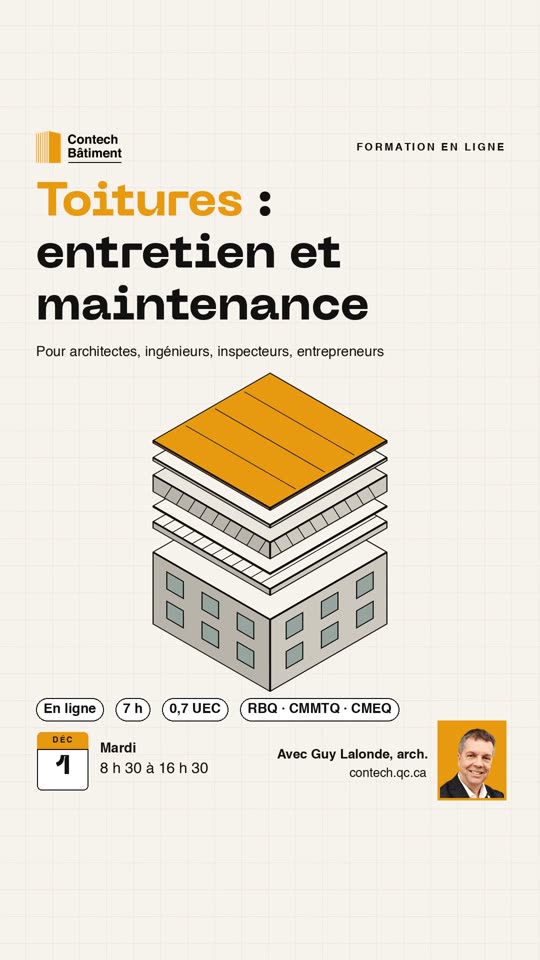 Contech
Bâtiment
FORMATION EN LIGNE
Toitures :
entretien et
maintenance
Pour architectes, ingénieurs, inspecteurs, entrepreneurs
En ligne
7 h
0,7 UEC
RBQ · CMMTQ · CMEQ
DÉC
1
Mardi
8 h 30 à 16 h 30
Avec Guy Lalonde, arch.
contech.qc.ca